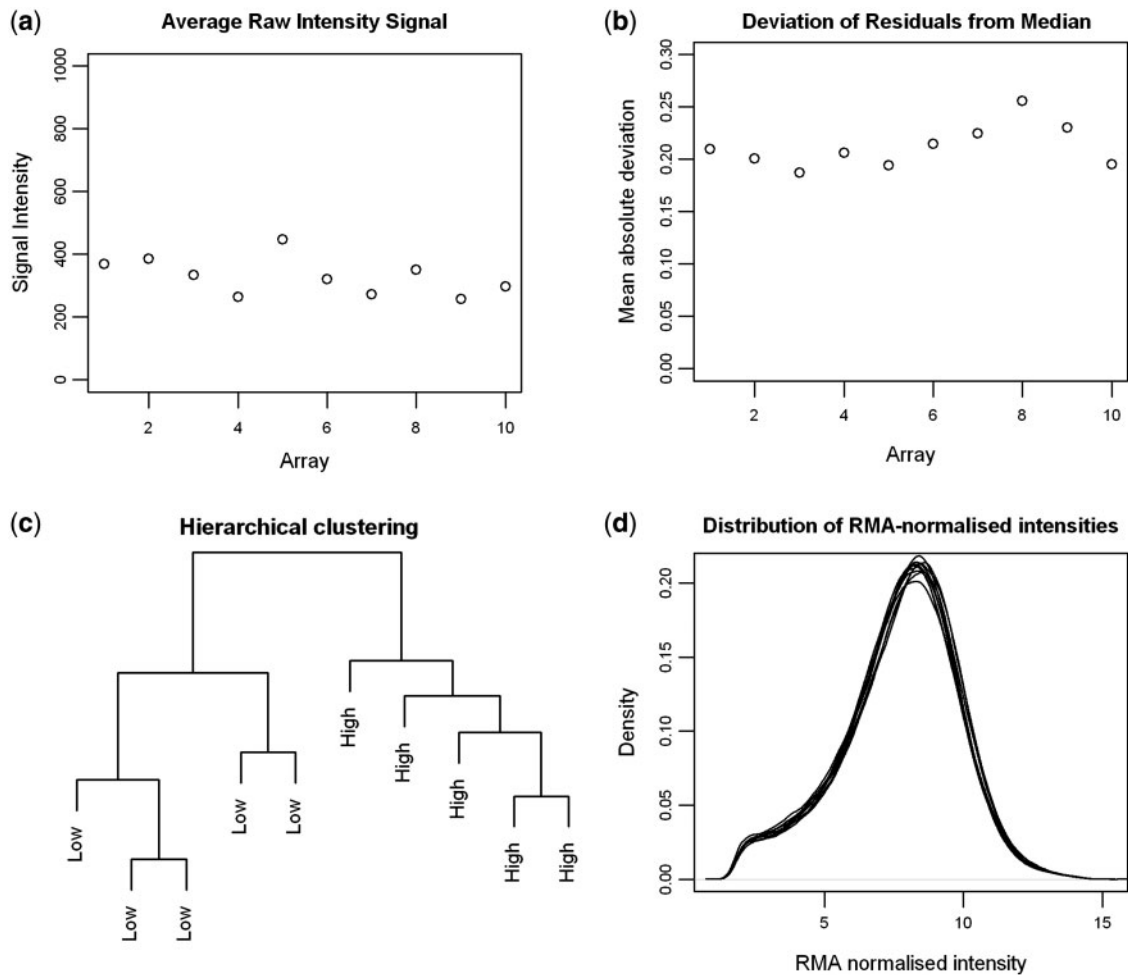 (a) Average Raw Intensity Signal
Signal Intensity
1000
800
600
400
200
0
2 4 6 8 10
Array
(b) Deviation of Residuals from Median
Mean absolute deviation
0.30
0.25
0.20
0.15
0.10
0.05
0.00
2 4 6 8 10
Array
(c) Hierarchical clustering
Low
Low
Low
Low
Low
High
High
High
High
High
(d) Distribution of RMA-normalised intensities
Density
0.20
0.15
0.10
0.05
0.00
5 10 15
RMA normalised intensity